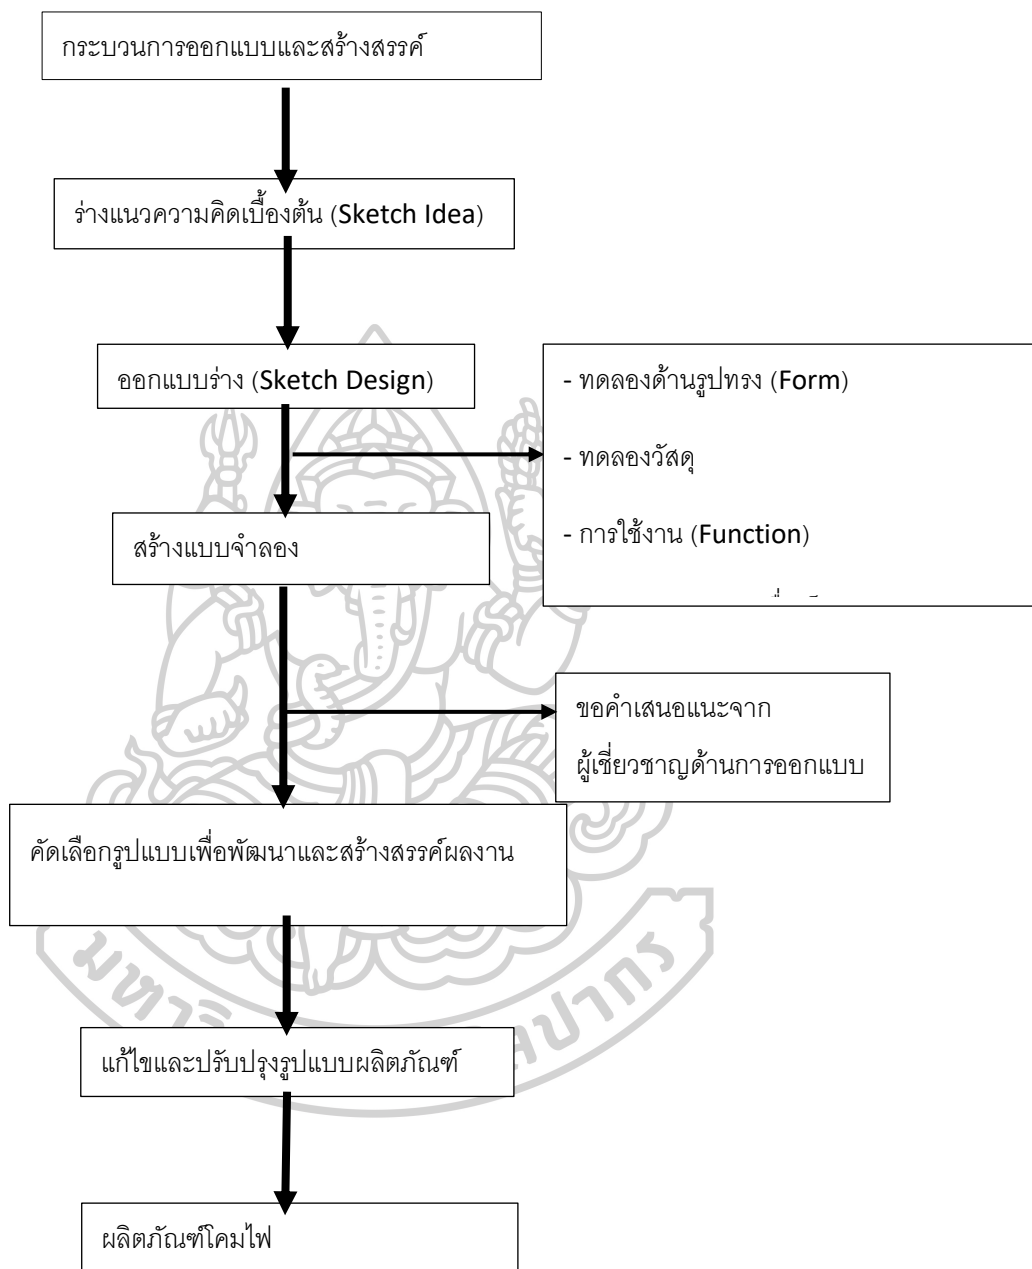 กระบวนการออกแบบและสร้างสรรค์
ร่างแนวความคิดเบื้องต้น (Sketch Idea)
ออกแบบร่าง (Sketch Design)
- ทดลองด้านรูปทรง (Form)
- ทดลองวัสดุ
- การใช้งาน (Function)
สร้างแบบจำลอง
ขอคำเสนอแนะจาก
ผู้เชี่ยวชาญด้านการออกแบบ
คัดเลือกรูปแบบเพื่อพัฒนาและสร้างสรรค์ผลงาน
แก้ไขและปรับปรุงรูปแบบผลิตภัณฑ์
ผลิตภัณฑ์โคมไฟ